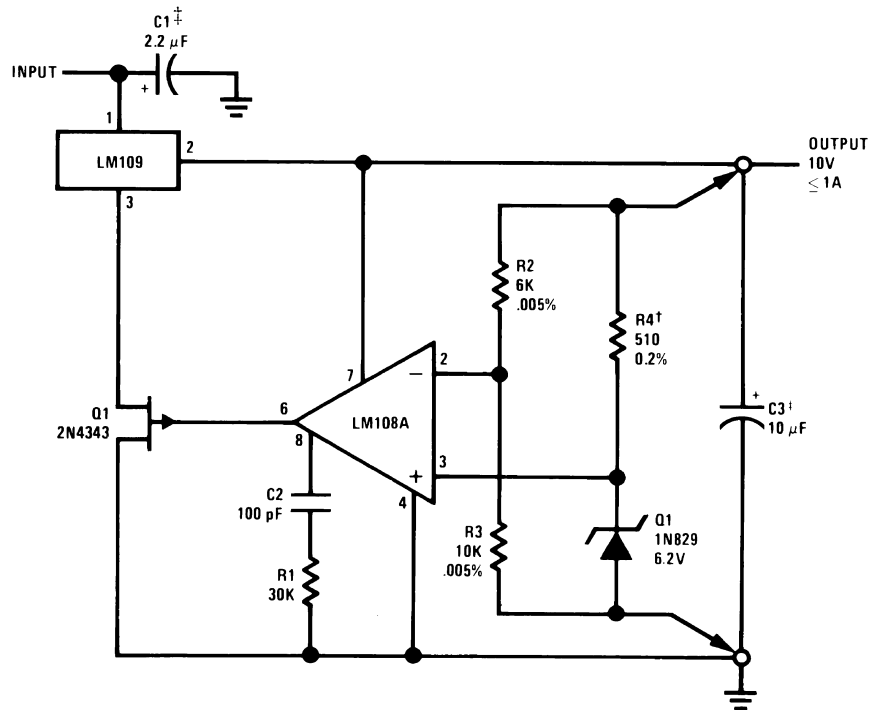 C1‡
2.2 μF
INPUT
+
1
LM109
2
3
OUTPUT
10V
≤ 1A
R2
6K
.005%
R4†
510
0.2%
7
2
−
Q1
2N4343
6
8
LM108A
+
C3‡
10 μF
3
+
4
C2
100 pF
R3
10K
.005%
Q1
1N829
6.2V
R1
30K